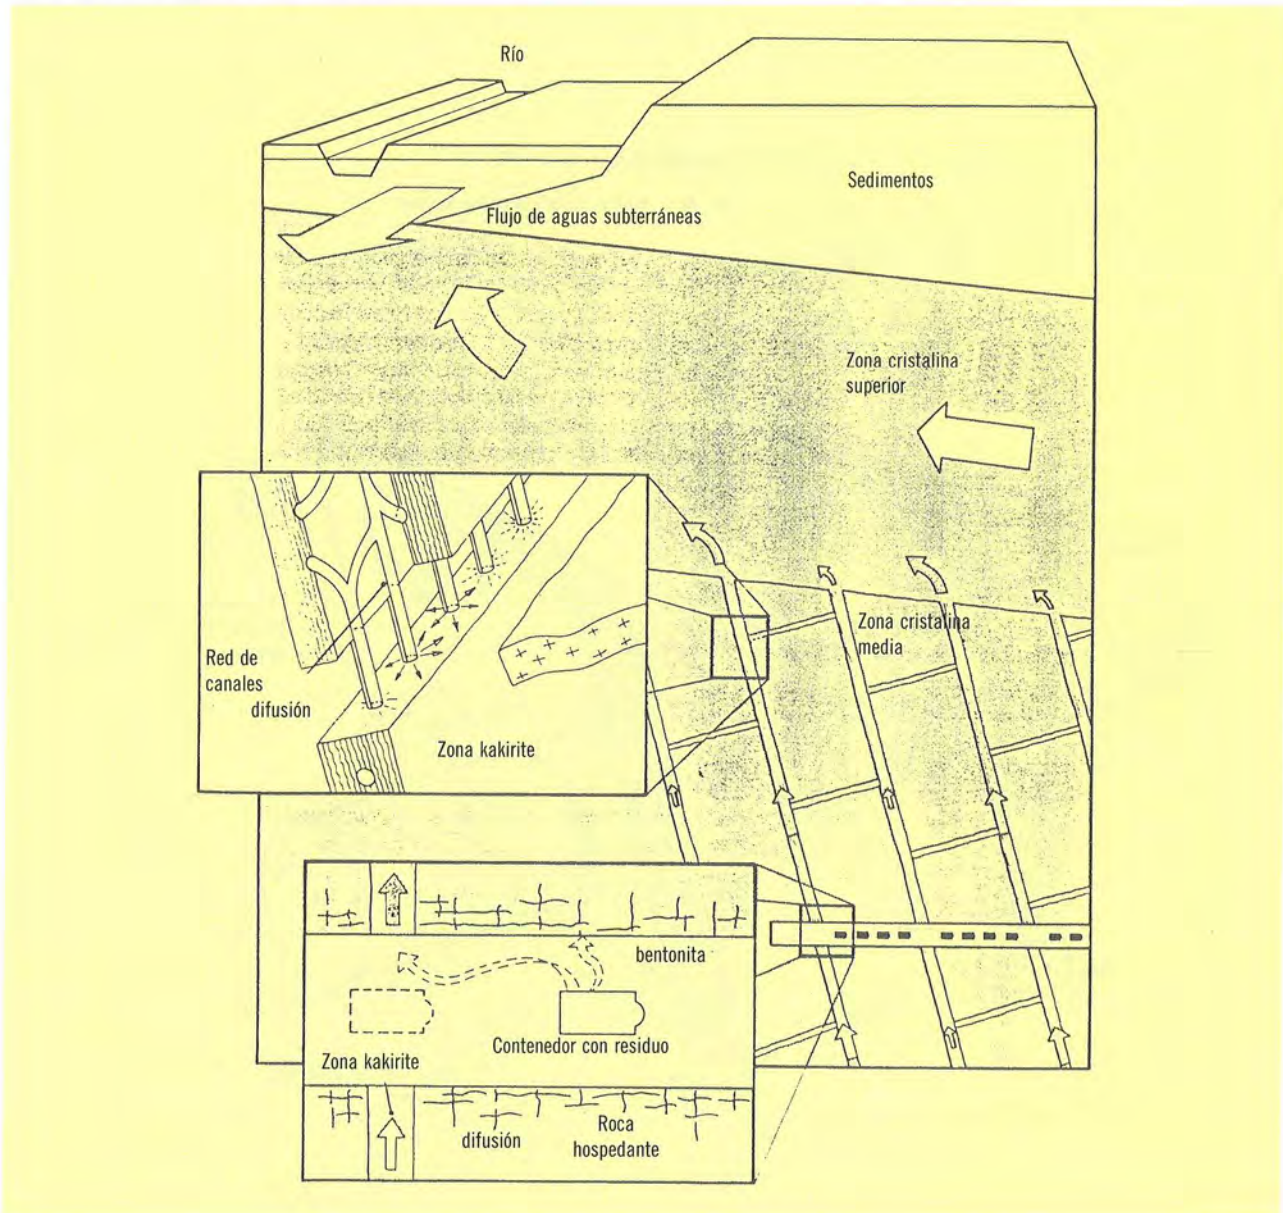 Río
Sedimentos
Flujo de aguas subterráneas
Zona cristalina
superior
Zona cristalina
media
Red de
canales
difusión
Zona kakirite
bentonita
Contenedor con residuo
Zona kakirite
difusión
Roca
hospedante